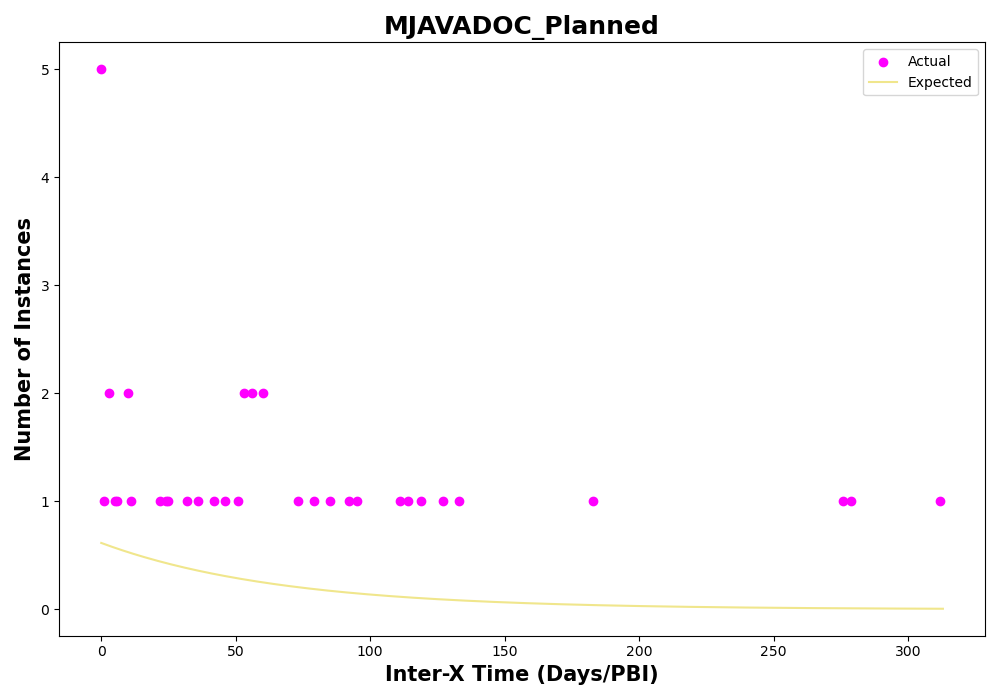 MJAVADOC_Planned
Actual
Expected
5
4
3
2
1
0
Number of Instances
0 50 100 150 200 250 300
Inter-X Time (Days/PBI)